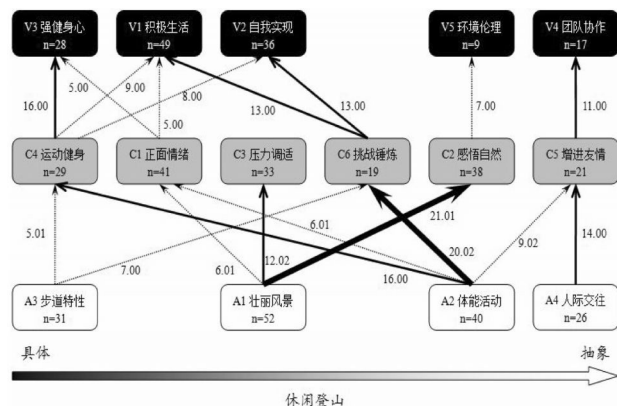 V3 强健身心
n=28
V1 积极生活
n=49
V2 自我实现
n=36
V5 环境伦理
n=9
V4 团队协作
n=17
16.00
5.00
9.00
8.00
5.00
13.00
13.00
7.00
11.00
C4 运动健身
n=29
C1 正面情绪
n=41
C3 压力调适
n=33
C6 挑战锤炼
n=19
C2 感悟自然
n=38
C5 增进友情
n=21
5.01
7.00
6.01
12.02
6.01
16.00
21.01
20.02
9.02
14.00
A3 步道特性
n=31
A1 壮丽风景
n=52
A2 体能活动
n=40
A4 人际交往
n=26
具体
抽象
休闲登山